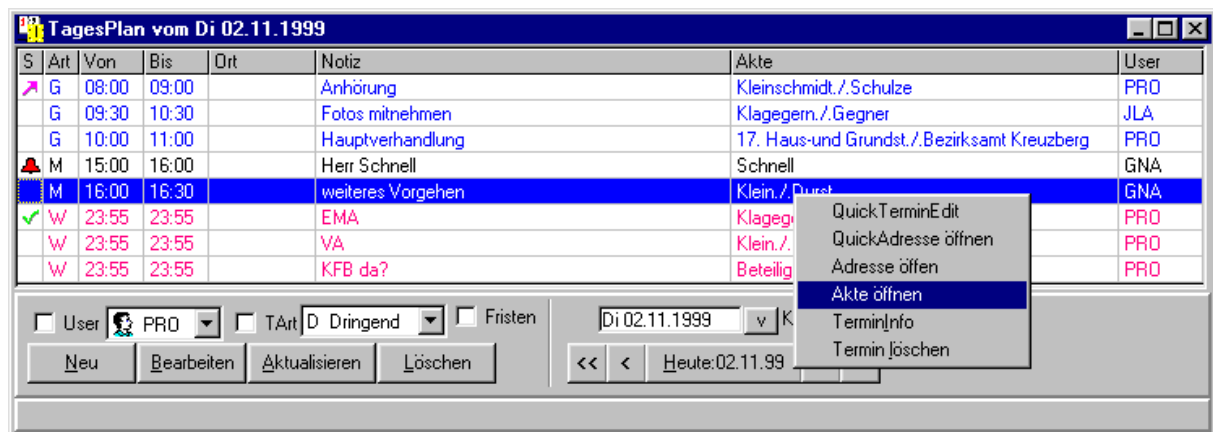 TagesPlan vom Di 02.11.1999
S Art Von Bis Ort Notiz Akte User
G 08:00 09:00 Anhörung Kleinschmidt./.Schulze PRO
G 09:30 10:30 Fotos mitnehmen Klagegern./.Gegner JLA
G 10:00 11:00 Hauptverhandlung 17. Haus-und Grundst./.Bezirksamt Kreuzberg PRO
M 15:00 16:00 Herr Schnell Schnell GNA
M 16:00 16:30 weiteres Vorgehen Klein./.Durst GNA
W 23:55 23:55 EMA Klageg PRO
W 23:55 23:55 VA Klein./. PRO
W 23:55 23:55 KFB da? Beteilig PRO
QuickTerminEdit
QuickAdresse öffnen
Adresse öffen
Akte öffnen
TerminInfo
Termin löschen
User PRO TArt D Dringend Fristen Di 02.11.1999 v K
Neu Bearbeiten Aktualisieren Löschen << < Heute:02.11.99